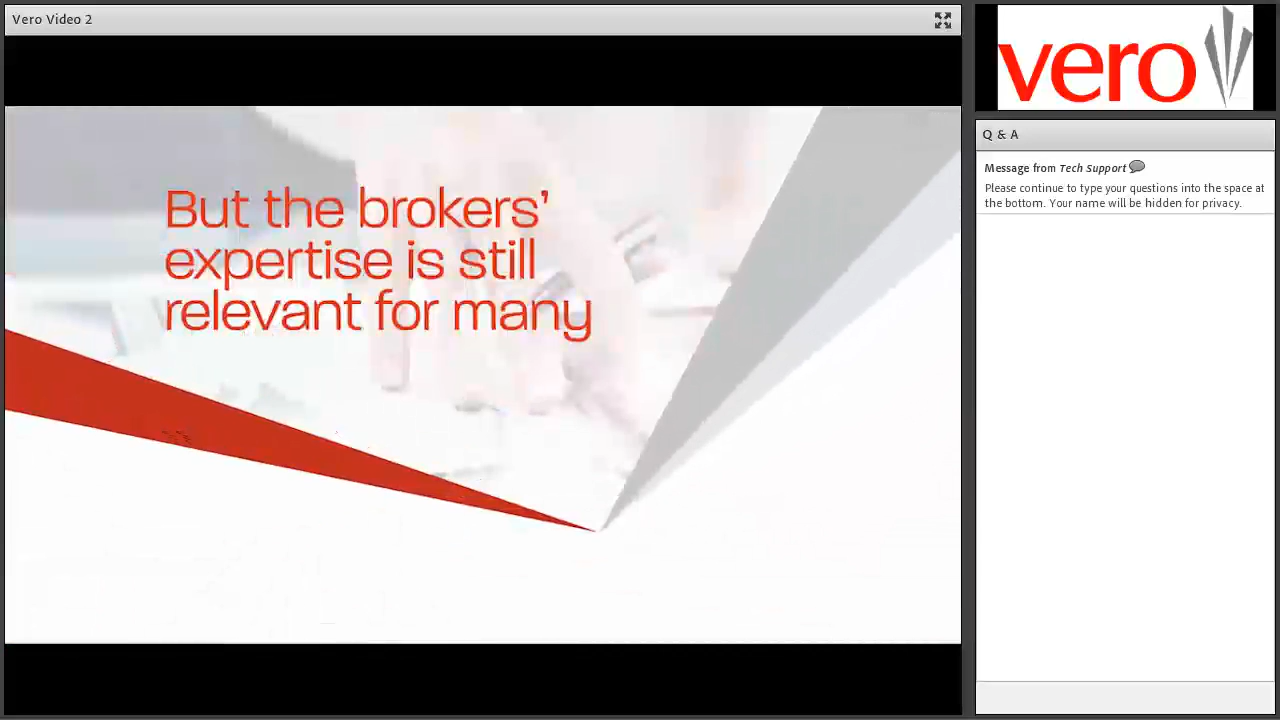 Vero Video 2
But the brokers’
expertise is still
relevant for many
vero
Q & A
Message from Tech Support
Please continue to type your questions into the space at
the bottom. Your name will be hidden for privacy.